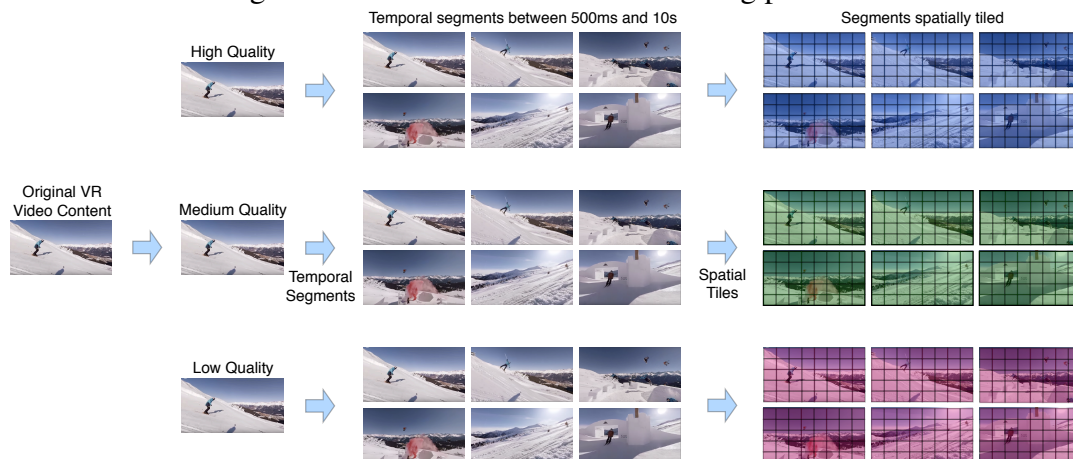 Temporal segments between 500ms and 10s
Segments spatially tiled
High Quality
Original VR
Video Content
Medium Quality
Temporal
Segments
Spatial
Tiles
Low Quality